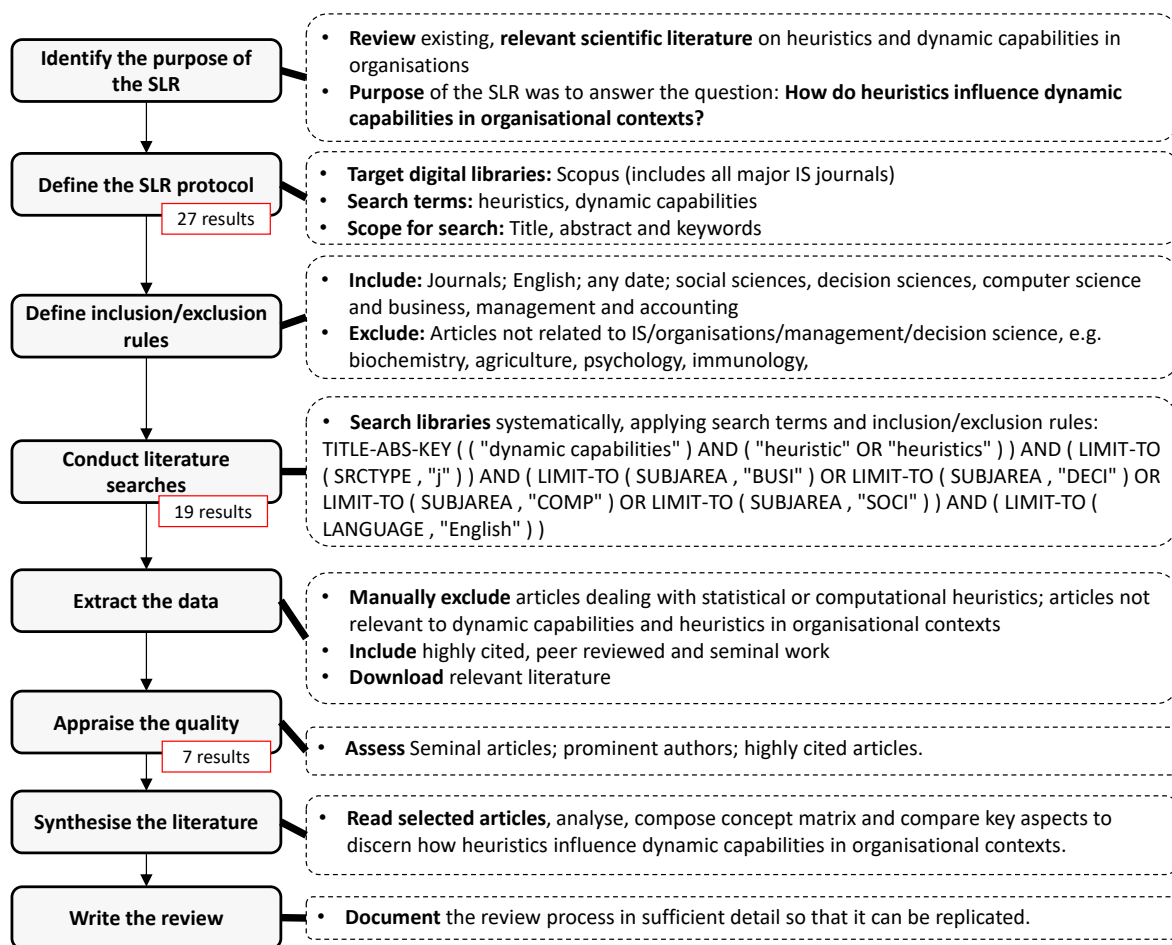 Identify the purpose of
the SLR
• Review existing, relevant scientific literature on heuristics and dynamic capabilities in
organisations
• Purpose of the SLR was to answer the question: How do heuristics influence dynamic
capabilities in organisational contexts?
Define the SLR protocol
27 results
• Target digital libraries: Scopus (includes all major IS journals)
• Search terms: heuristics, dynamic capabilities
• Scope for search: Title, abstract and keywords
Define inclusion/exclusion
rules
• Include: Journals; English; any date; social sciences, decision sciences, computer science
and business, management and accounting
• Exclude: Articles not related to IS/organisations/management/decision science, e.g.
biochemistry, agriculture, psychology, immunology,
Conduct literature
searches
19 results
• Search libraries systematically, applying search terms and inclusion/exclusion rules:
TITLE-ABS-KEY ( ( "dynamic capabilities" ) AND ( "heuristic" OR "heuristics" ) ) AND ( LIMIT-TO
( SRCTYPE , "j" ) ) AND ( LIMIT-TO ( SUBJAREA , "BUSI" ) OR LIMIT-TO ( SUBJAREA , "DECI" ) OR
LIMIT-TO ( SUBJAREA , "COMP" ) OR LIMIT-TO ( SUBJAREA , "SOCI" ) ) AND ( LIMIT-TO (
LANGUAGE , "English" ) )
Extract the data
• Manually exclude articles dealing with statistical or computational heuristics; articles not
relevant to dynamic capabilities and heuristics in organisational contexts
• Include highly cited, peer reviewed and seminal work
• Download relevant literature
Appraise the quality
7 results
• Assess Seminal articles; prominent authors; highly cited articles.
Synthesise the literature
• Read selected articles, analyse, compose concept matrix and compare key aspects to
discern how heuristics influence dynamic capabilities in organisational contexts.
Write the review
• Document the review process in sufficient detail so that it can be replicated.